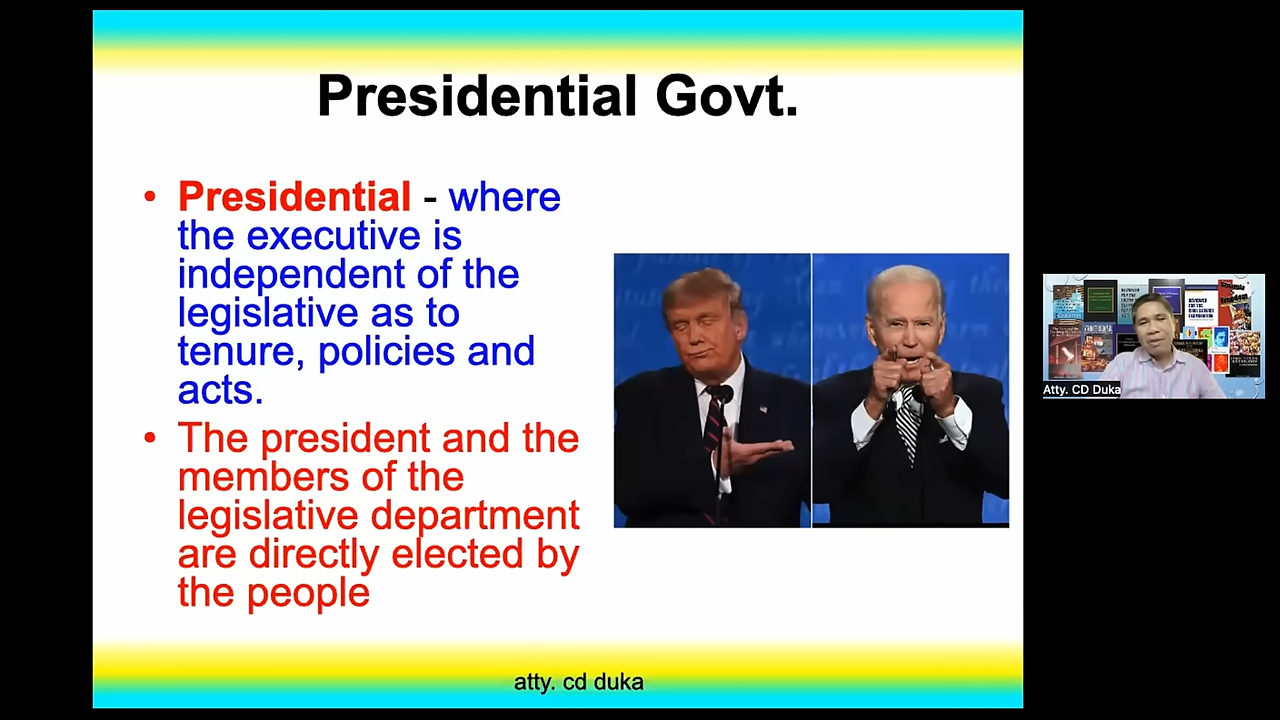 Presidential Govt.
• Presidential - where
the executive is
independent of the
legislative as to
tenure, policies and
acts.
• The president and the
members of the
legislative department
are directly elected by
the people
atty. cd duka
Atty. CD Duka